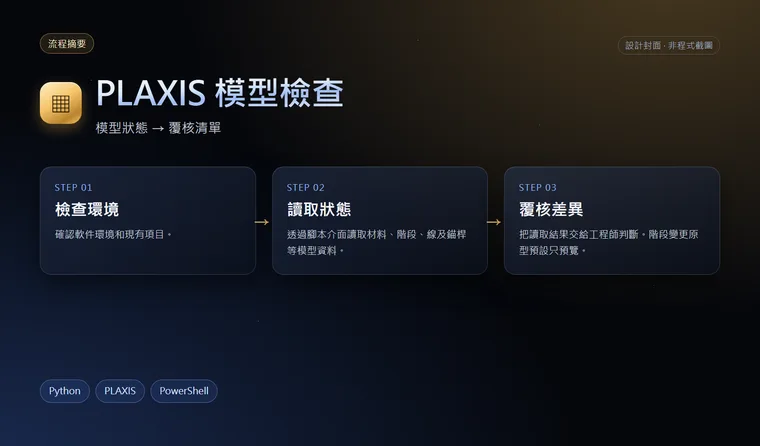 流程摘要
設計封面 · 非程式截圖
PLAXIS 模型檢查
模型狀態 → 覆核清單
STEP 01
檢查環境
確認軟件環境和現有項目。
→
STEP 02
讀取狀態
透過腳本介面讀取材料、階段、線及錨桿
等模型資料。
→
STEP 03
覆核差異
把讀取結果交給工程師判斷。階段變更原
型預設只預覽。
Python
PLAXIS
PowerShell